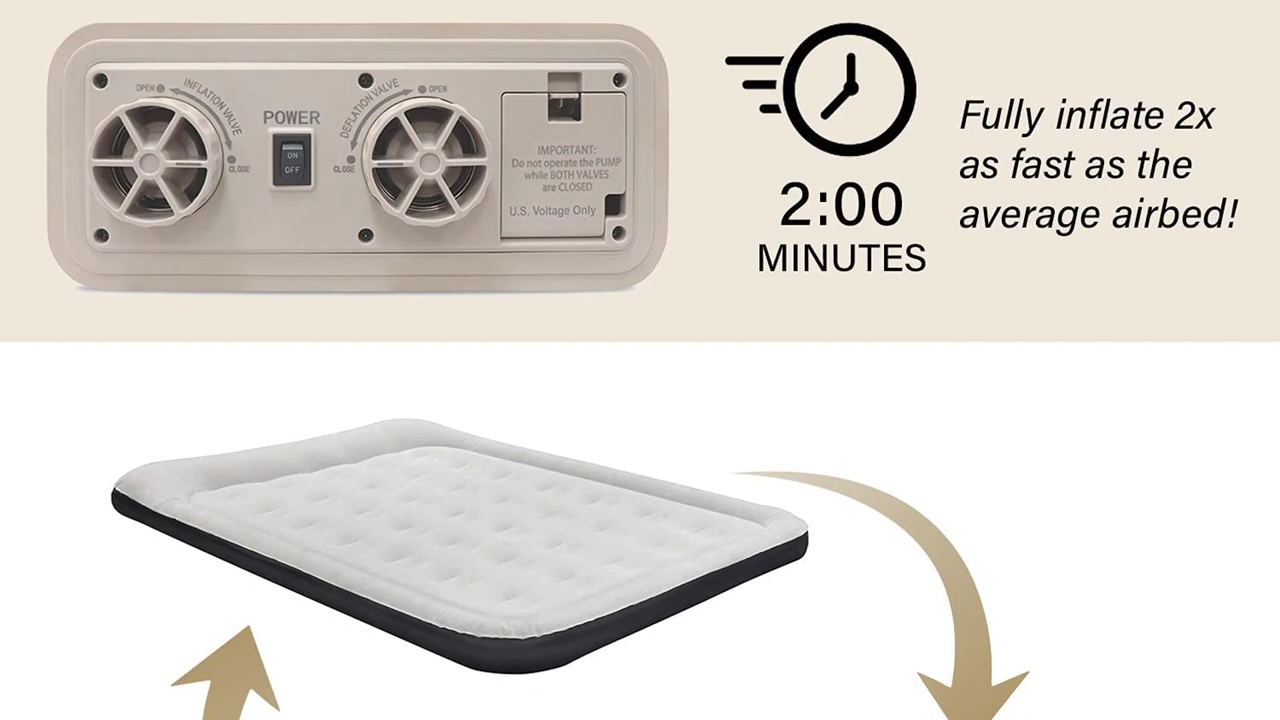 OPEN
INFLATION VALVE
CLOSE
POWER
ON
OFF
DEFLATION VALVE
OPEN
CLOSE
IMPORTANT:
Do not operate the PUMP
while BOTH VALVES
are CLOSED
U.S. Voltage Only
2:00
MINUTES
Fully inflate 2x
as fast as the
average airbed!